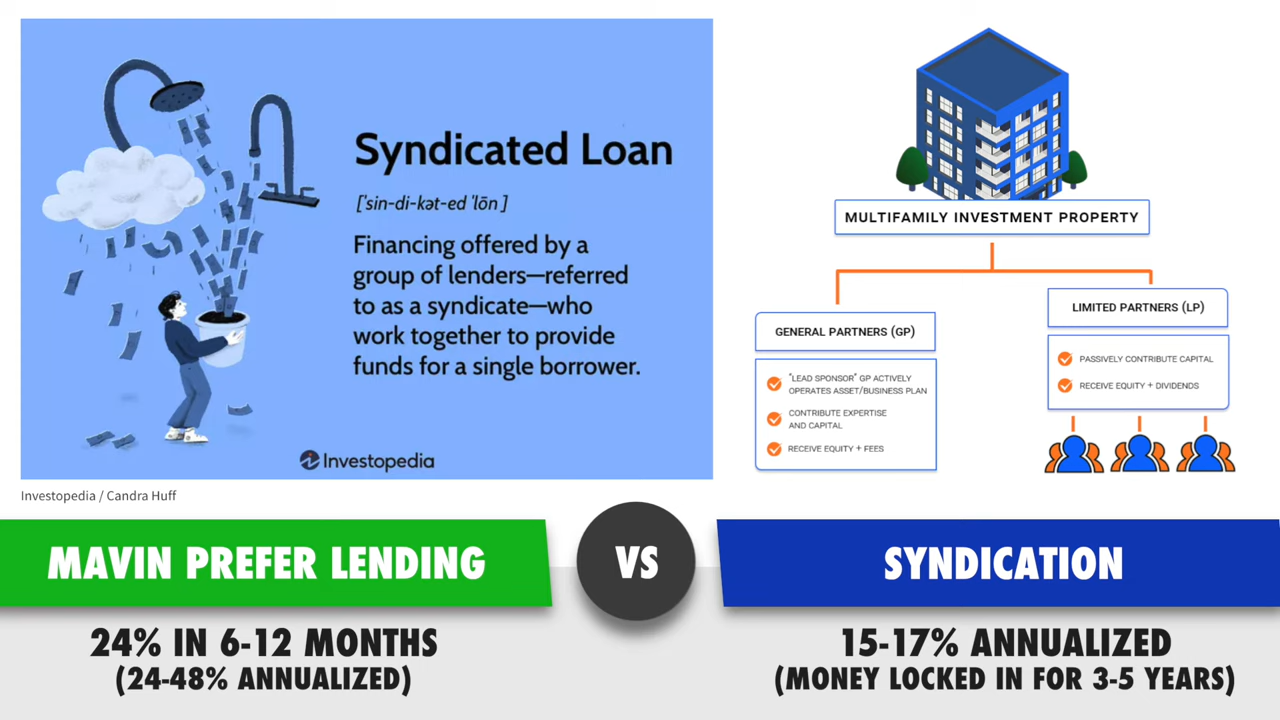 Syndicated Loan
['sin-di-kət-ed 'lōn]
Financing offered by a
group of lenders—referred
to as a syndicate—who
work together to provide
funds for a single borrower.
Investopedia
Investopedia / Candra Huff
MULTIFAMILY INVESTMENT PROPERTY
GENERAL PARTNERS (GP)
"LEAD SPONSOR" GP ACTIVELY
OPERATES ASSET/BUSINESS PLAN
CONTRIBUTE EXPERTISE
AND CAPITAL
RECEIVE EQUITY + FEES
LIMITED PARTNERS (LP)
PASSIVELY CONTRIBUTE CAPITAL
RECEIVE EQUITY + DIVIDENDS
MAVIN PREFER LENDING
VS
SYNDICATION
24% IN 6-12 MONTHS
(24-48% ANNUALIZED)
15-17% ANNUALIZED
(MONEY LOCKED IN FOR 3-5 YEARS)